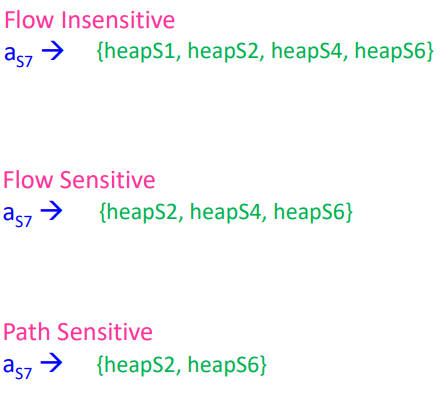 Flow Insensitive
aS7 → {heapS1, heapS2, heapS4, heapS6}
Flow Sensitive
aS7 → {heapS2, heapS4, heapS6}
Path Sensitive
aS7 → {heapS2, heapS6}